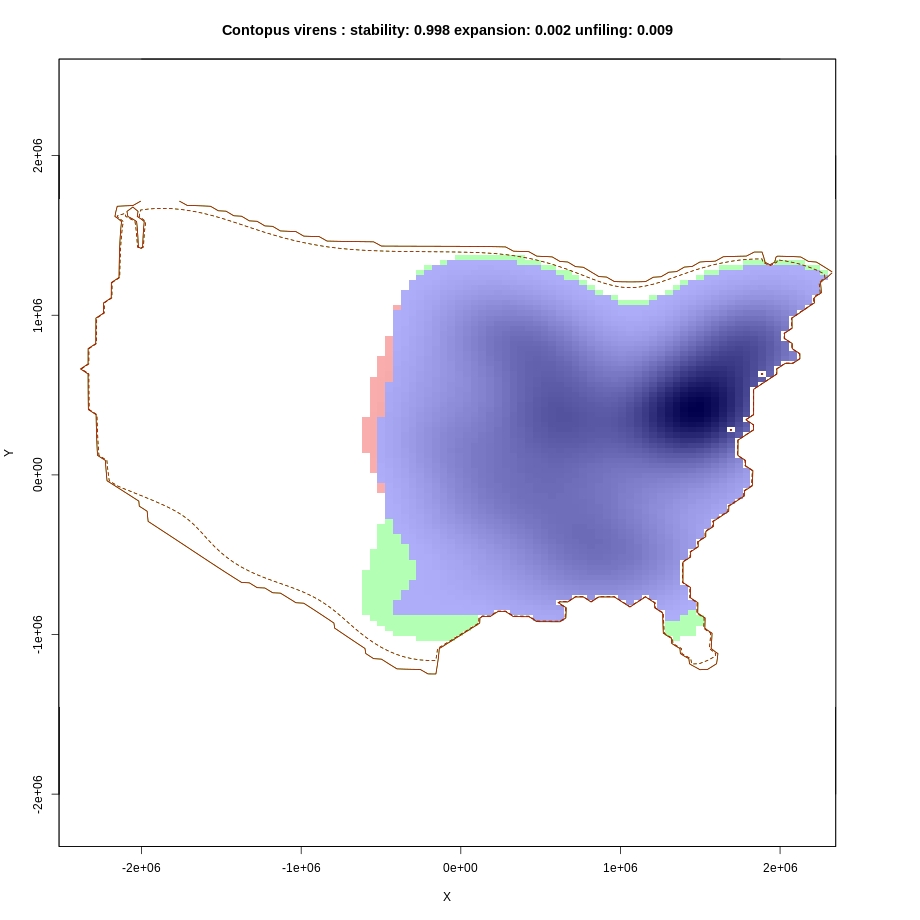 Contopus virens : stability: 0.998 expansion: 0.002 unfiling: 0.009
2e+06
1e+06
0e+00
-1e+06
-2e+06
Y
-2e+06 -1e+06 0e+00 1e+06 2e+06
X